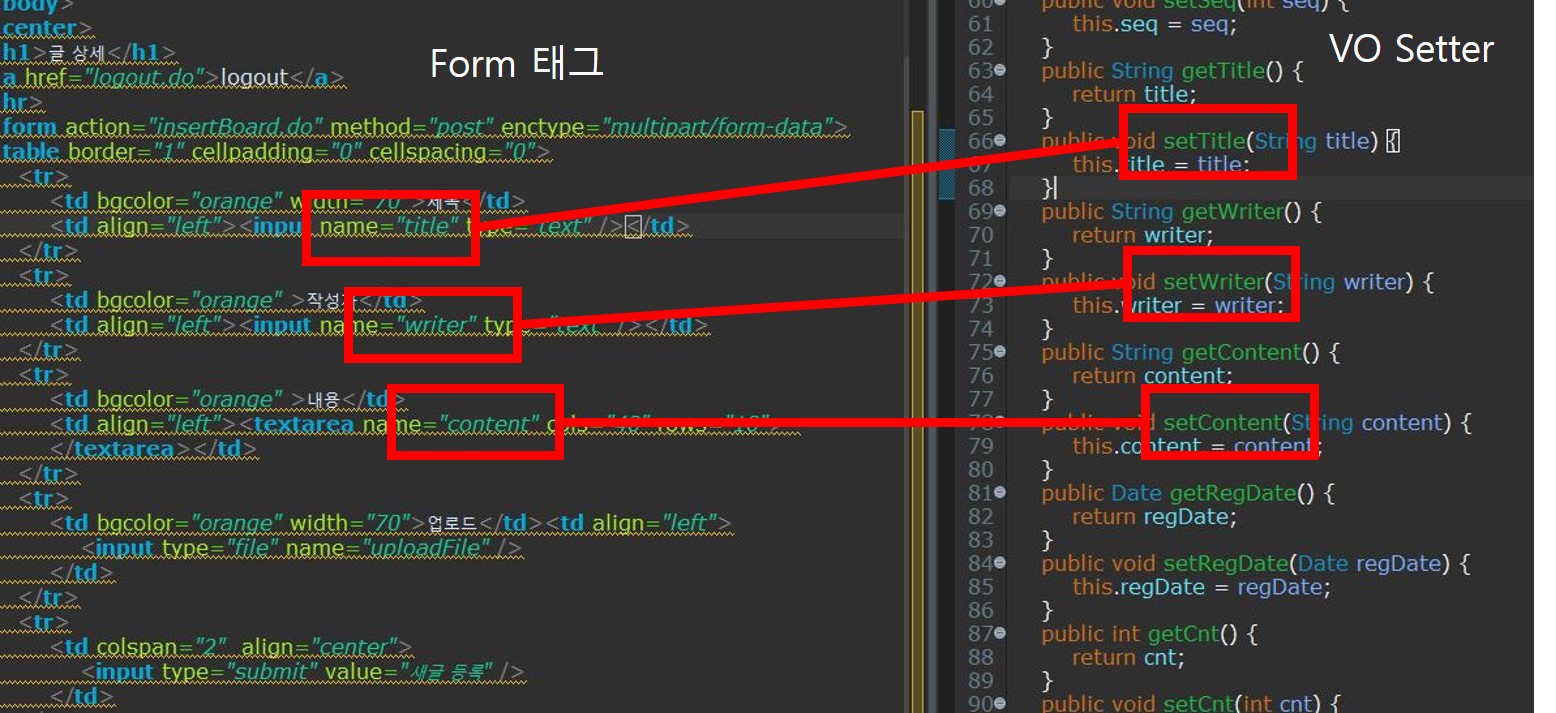 Form 태그
body>
center>
h1>글 상세</h1>
a href="logout.do">logout</a>
hr>
form action="insertBoard.do" method="post" enctype="multipart/form-data">
table border="1" cellpadding="0" cellspacing="0">
<tr>
<td bgcolor="orange" width="70">제목</td>
<td align="left"><input name="title" type="text" /></td>
</tr>
<tr>
<td bgcolor="orange" >작성자</td>
<td align="left"><input name="writer" type="text" /></td>
</tr>
<tr>
<td bgcolor="orange" >내용</td>
<td align="left"><textarea name="content" cols="40" rows="10">
</textarea></td>
</tr>
<tr>
<td bgcolor="orange" width="70">업로드</td><td align="left">
<input type="file" name="uploadFile" />
</td>
</tr>
<tr>
<td colspan="2" align="center">
<input type="submit" value="새글 등록" />
</td>
VO Setter
60 public void setSeq(int seq) {
61 this.seq = seq;
62 }
63 public String getTitle() {
64 return title;
65 }
66 public void setTitle(String title) {
67 this.title = title;
68 }
69 public String getWriter() {
70 return writer;
71 }
72 public void setWriter(String writer) {
73 this.writer = writer;
74 }
75 public String getContent() {
76 return content;
77 }
78 public void setContent(String content) {
79 this.content = content;
80 }
81 public Date getRegDate() {
82 return regDate;
83 }
84 public void setRegDate(Date regDate) {
85 this.regDate = regDate;
86 }
87 public int getCnt() {
88 return cnt;
89 }
90 public void setCnt(int cnt) {